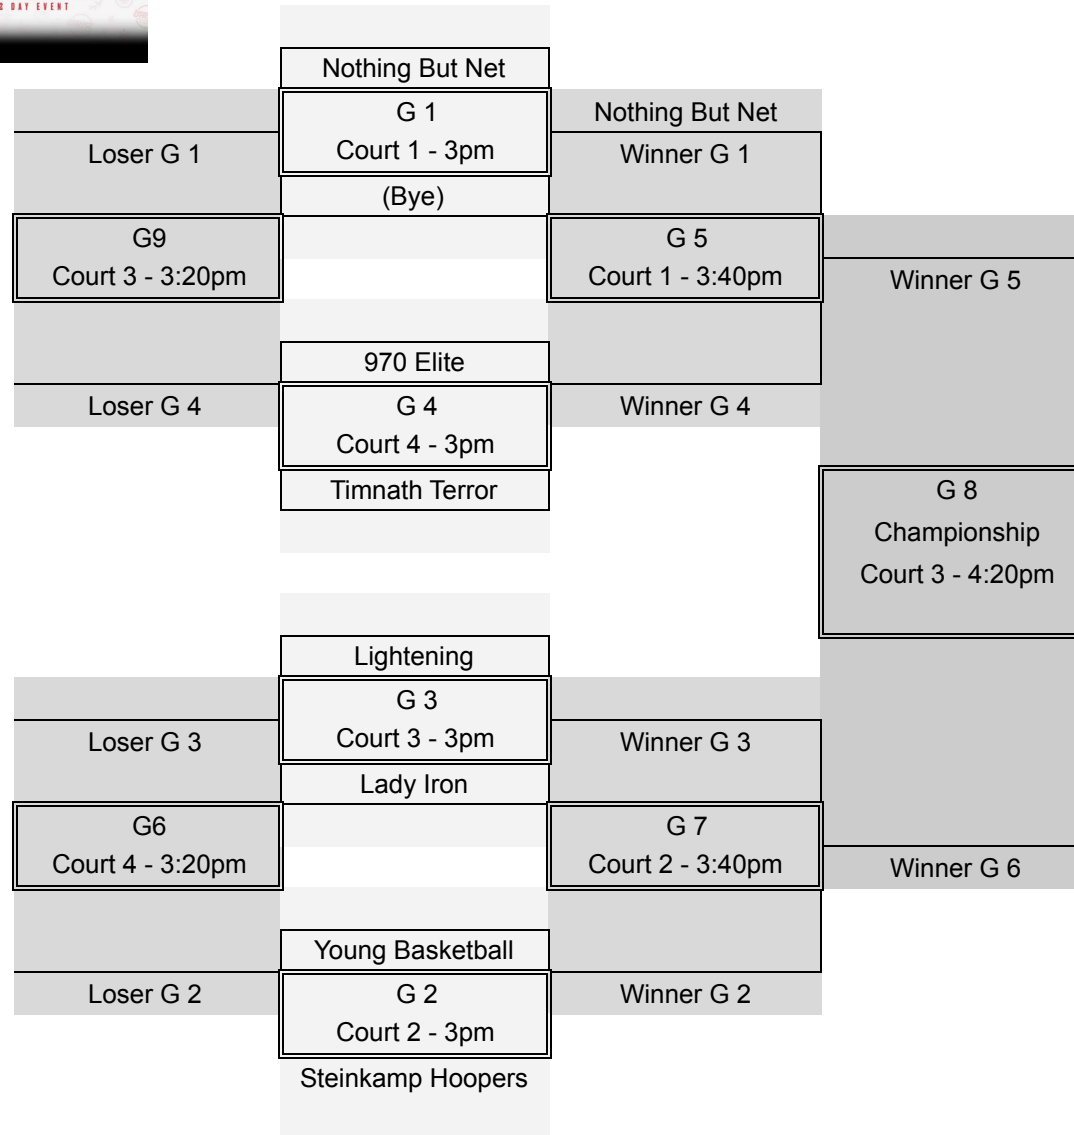 DAY EVENT
Nothing But Net
G 1
Nothing But Net
Loser G 1
Court 1 - 3pm
Winner G 1
(Bye)
G9
G 5
Court 3 - 3:20pm
Court 1 - 3:40pm
Winner G 5
970 Elite
Loser G 4
G 4
Winner G 4
Court 4 - 3pm
Timnath Terror
G 8
Championship
Court 3 - 4:20pm
Lightening
G 3
Loser G 3
Court 3 - 3pm
Winner G 3
Lady Iron
G6
G 7
Court 4 - 3:20pm
Court 2 - 3:40pm
Winner G 6
Young Basketball
Loser G 2
G 2
Winner G 2
Court 2 - 3pm
Steinkamp Hoopers